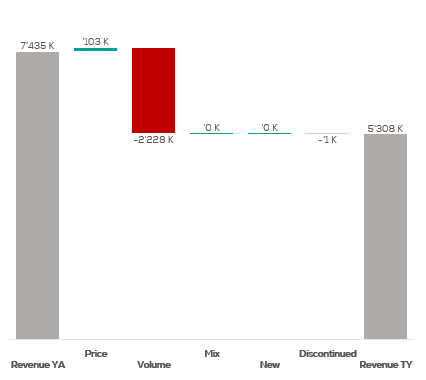 7'435 K
'103 K
-2'228 K
'0 K
'0 K
-'1 K
5'308 K
Revenue YA
Price
Volume
Mix
New
Discontinued
Revenue TY